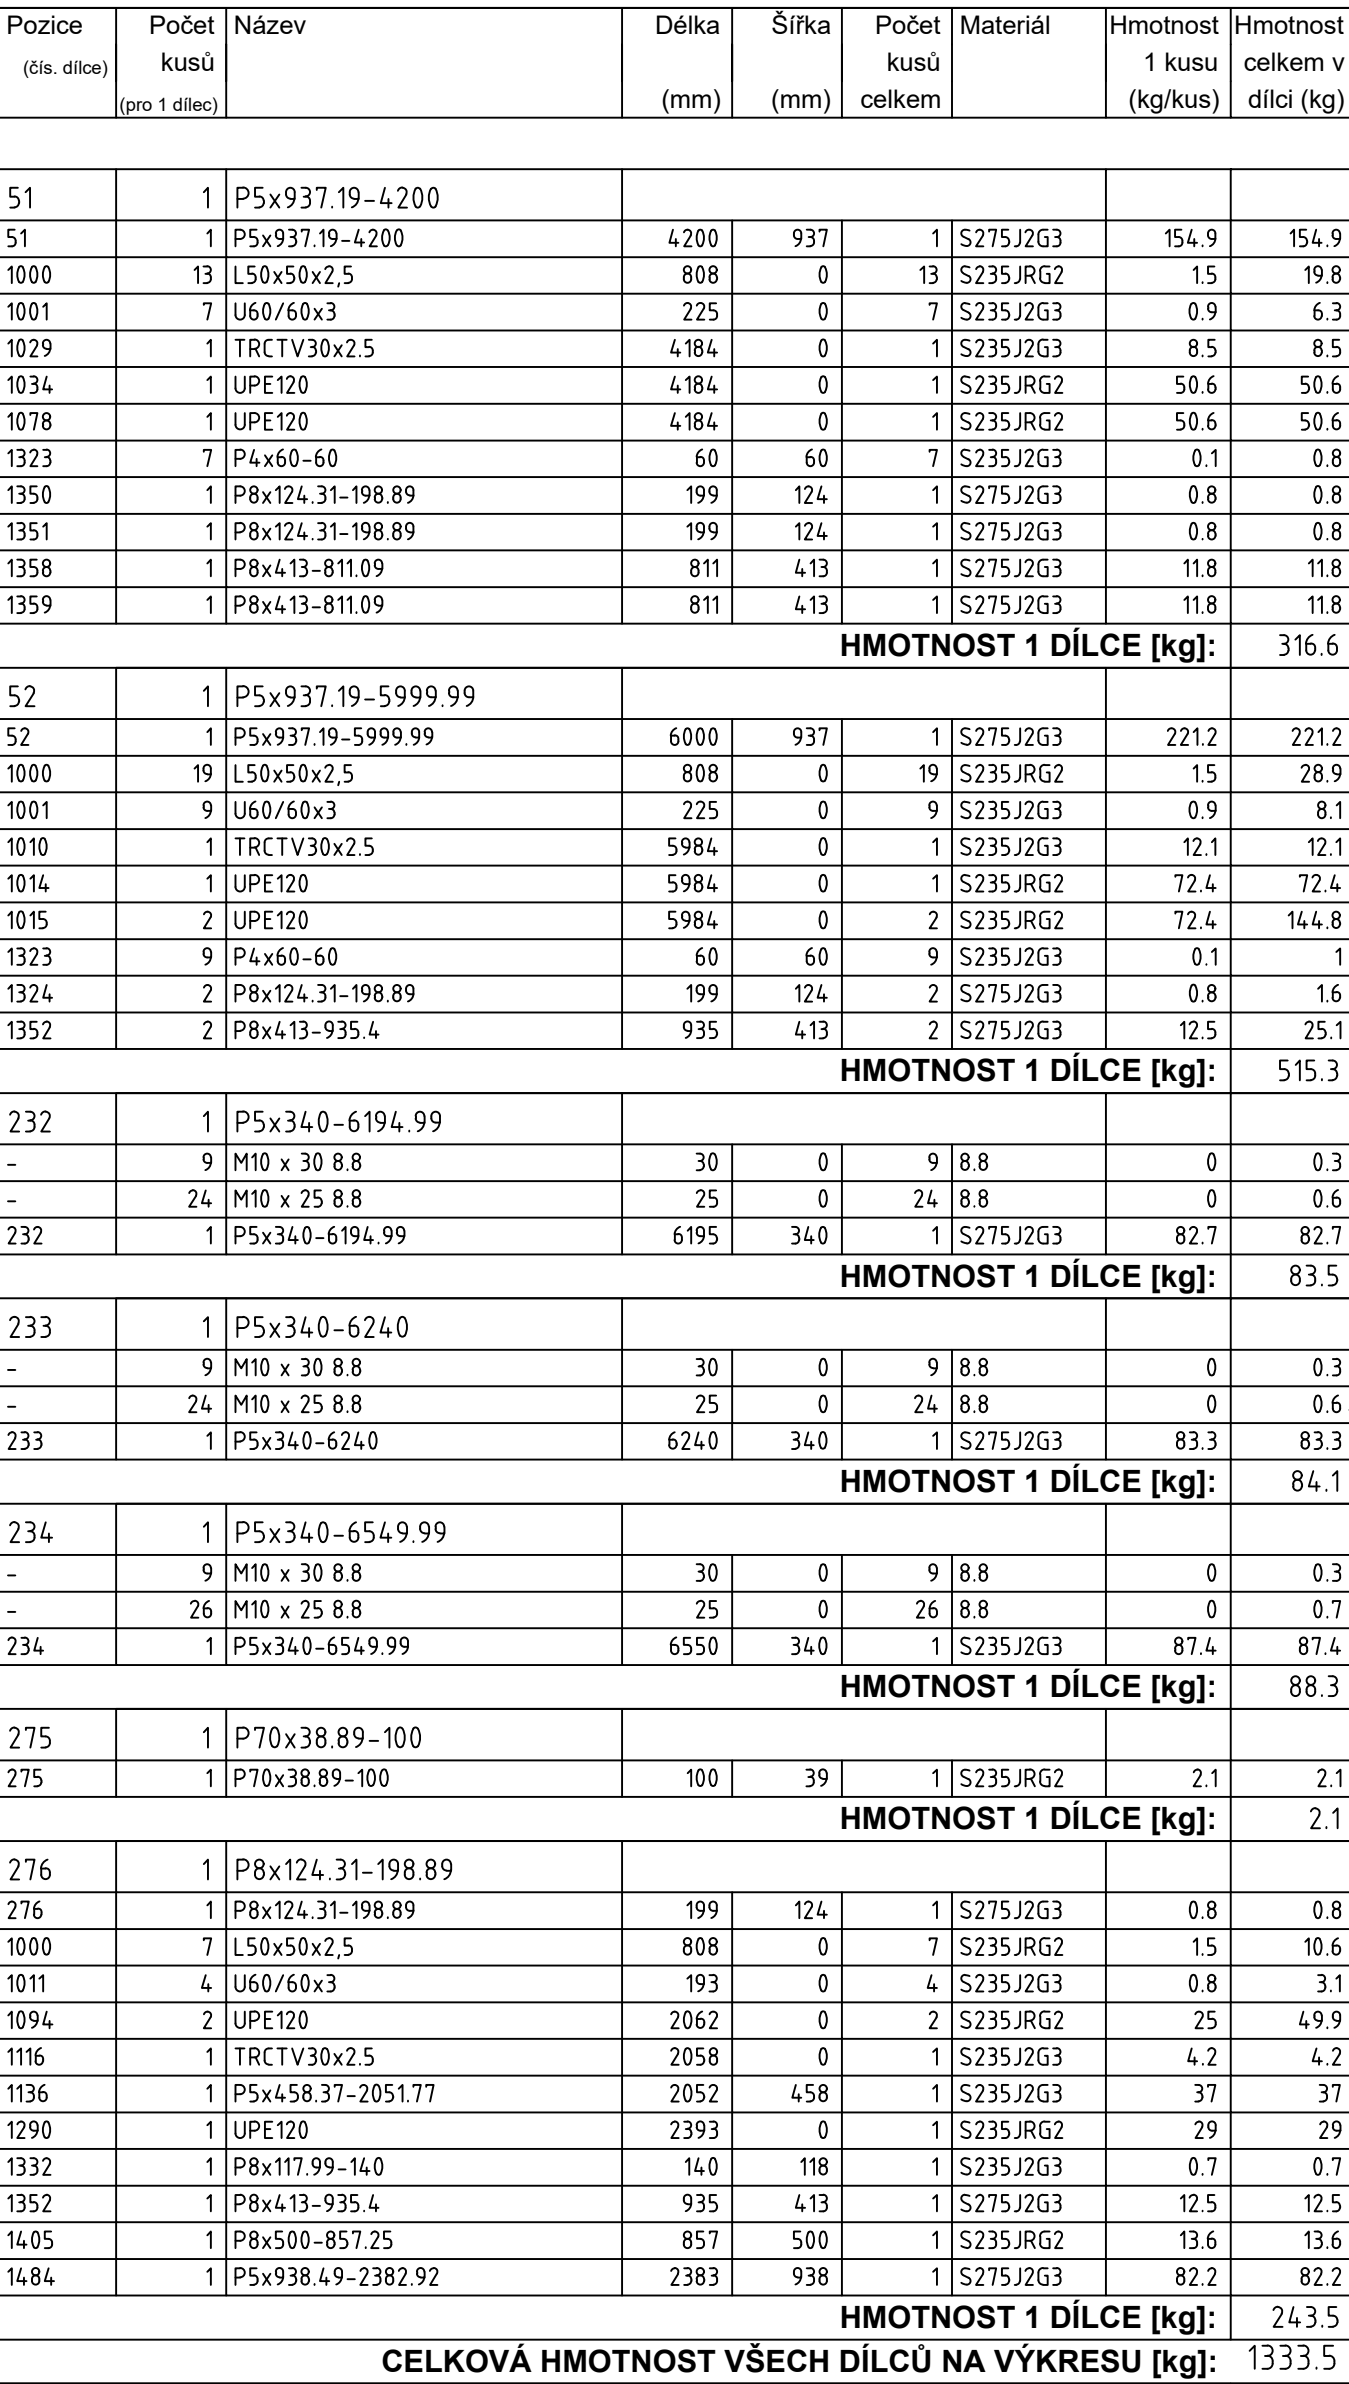 Pozice Počet Název Délka Šířka Počet Materiál Hmotnost Hmotnost
(čís. dílce) kusů kusů 1 kusu celkem v
(pro 1 dílec) (mm) (mm) celkem (kg/kus) dílci (kg)
51 1 P5x937.19-4200
51 1 P5x937.19-4200 4200 937 1 S275J2G3 154.9 154.9
1000 13 L50x50x2,5 808 0 13 S235JRG2 1.5 19.8
1001 7 U60/60x3 225 0 7 S235J2G3 0.9 6.3
1029 1 TRCTV30x2.5 4184 0 1 S235J2G3 8.5 8.5
1034 1 UPE120 4184 0 1 S235JRG2 50.6 50.6
1078 1 UPE120 4184 0 1 S235JRG2 50.6 50.6
1323 7 P4x60-60 60 60 7 S235J2G3 0.1 0.8
1350 1 P8x124.31-198.89 199 124 1 S275J2G3 0.8 0.8
1351 1 P8x124.31-198.89 199 124 1 S275J2G3 0.8 0.8
1358 1 P8x413-811.09 811 413 1 S275J2G3 11.8 11.8
1359 1 P8x413-811.09 811 413 1 S275J2G3 11.8 11.8
HMOTNOST 1 DÍLCE [kg]: 316.6
52 1 P5x937.19-5999.99
52 1 P5x937.19-5999.99 6000 937 1 S275J2G3 221.2 221.2
1000 19 L50x50x2,5 808 0 19 S235JRG2 1.5 28.9
1001 9 U60/60x3 225 0 9 S235J2G3 0.9 8.1
1010 1 TRCTV30x2.5 5984 0 1 S235J2G3 12.1 12.1
1014 1 UPE120 5984 0 1 S235JRG2 72.4 72.4
1015 2 UPE120 5984 0 2 S235JRG2 72.4 144.8
1323 9 P4x60-60 60 60 9 S235J2G3 0.1 1
1324 2 P8x124.31-198.89 199 124 2 S275J2G3 0.8 1.6
1352 2 P8x413-935.4 935 413 2 S275J2G3 12.5 25.1
HMOTNOST 1 DÍLCE [kg]: 515.3
232 1 P5x340-6194.99
- 9 M10 x 30 8.8 30 0 9 8.8 0 0.3
- 24 M10 x 25 8.8 25 0 24 8.8 0 0.6
232 1 P5x340-6194.99 6195 340 1 S275J2G3 82.7 82.7
HMOTNOST 1 DÍLCE [kg]: 83.5
233 1 P5x340-6240
- 9 M10 x 30 8.8 30 0 9 8.8 0 0.3
- 24 M10 x 25 8.8 25 0 24 8.8 0 0.6
233 1 P5x340-6240 6240 340 1 S275J2G3 83.3 83.3
HMOTNOST 1 DÍLCE [kg]: 84.1
234 1 P5x340-6549.99
- 9 M10 x 30 8.8 30 0 9 8.8 0 0.3
- 26 M10 x 25 8.8 25 0 26 8.8 0 0.7
234 1 P5x340-6549.99 6550 340 1 S235J2G3 87.4 87.4
HMOTNOST 1 DÍLCE [kg]: 88.3
275 1 P70x38.89-100
275 1 P70x38.89-100 100 39 1 S235JRG2 2.1 2.1
HMOTNOST 1 DÍLCE [kg]: 2.1
276 1 P8x124.31-198.89
276 1 P8x124.31-198.89 199 124 1 S275J2G3 0.8 0.8
1000 7 L50x50x2,5 808 0 7 S235JRG2 1.5 10.6
1011 4 U60/60x3 193 0 4 S235J2G3 0.8 3.1
1094 2 UPE120 2062 0 2 S235JRG2 25 49.9
1116 1 TRCTV30x2.5 2058 0 1 S235J2G3 4.2 4.2
1136 1 P5x458.37-2051.77 2052 458 1 S235J2G3 37 37
1290 1 UPE120 2393 0 1 S235JRG2 29 29
1332 1 P8x117.99-140 140 118 1 S235J2G3 0.7 0.7
1352 1 P8x413-935.4 935 413 1 S275J2G3 12.5 12.5
1405 1 P8x500-857.25 857 500 1 S235JRG2 13.6 13.6
1484 1 P5x938.49-2382.92 2383 938 1 S275J2G3 82.2 82.2
HMOTNOST 1 DÍLCE [kg]: 243.5
CELKOVÁ HMOTNOST VŠECH DÍLCŮ NA VÝKRESU [kg]: 1333.5